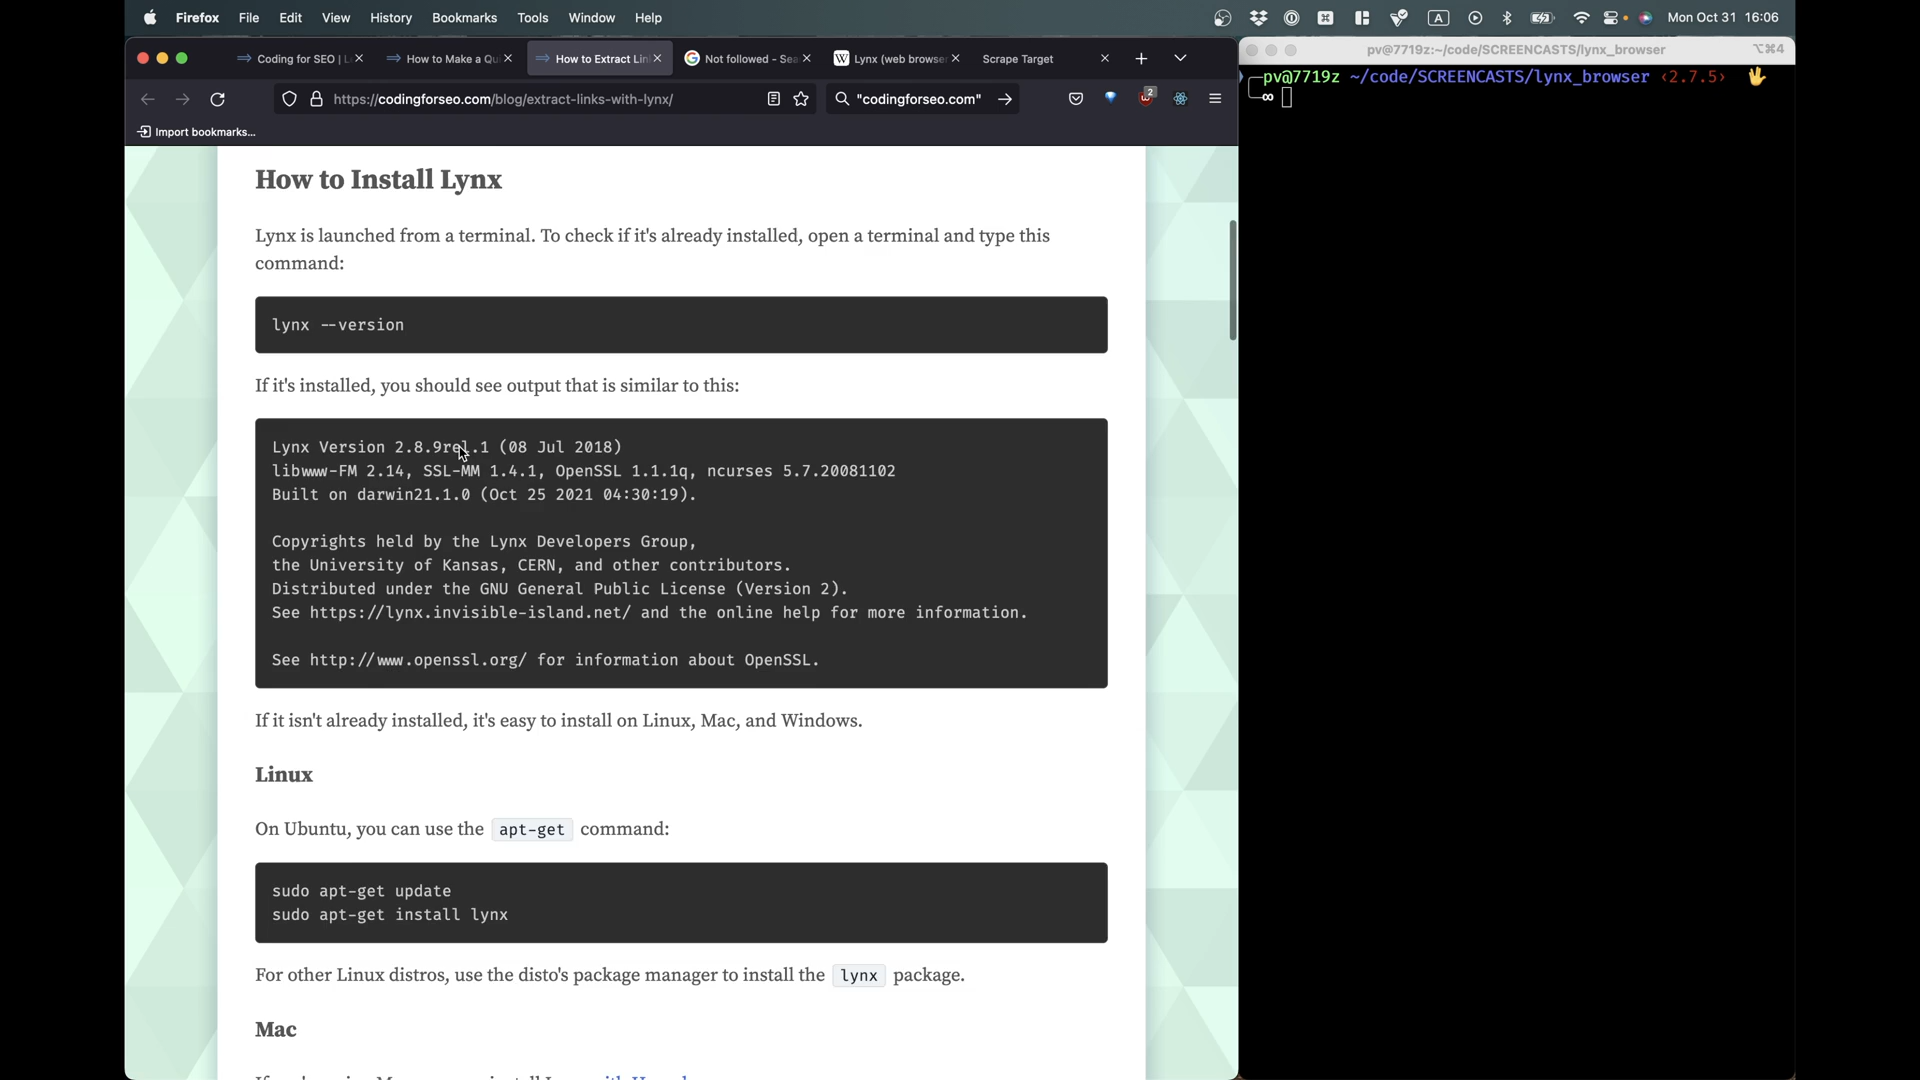 Firefox File Edit View History Bookmarks Tools Window Help
A
Mon Oct 31 16:06
Coding for SEO | L
How to Make a Qui
How to Extract Lin
Not followed - Sea
Lynx (web browse
Scrape Target
https://codingforseo.com/blog/extract-links-with-lynx/
"codingforseo.com"
2
Import bookmarks...
How to Install Lynx
Lynx is launched from a terminal. To check if it's already installed, open a terminal and type this
command:
lynx --version
If it's installed, you should see output that is similar to this:
Lynx Version 2.8.9rel.1 (08 Jul 2018)
libwww-FM 2.14, SSL-MM 1.4.1, OpenSSL 1.1.1q, ncurses 5.7.20081102
Built on darwin21.1.0 (Oct 25 2021 04:30:19).
Copyrights held by the Lynx Developers Group,
the University of Kansas, CERN, and other contributors.
Distributed under the GNU General Public License (Version 2).
See https://lynx.invisible-island.net/ and the online help for more information.
See http://www.openssl.org/ for information about OpenSSL.
If it isn't already installed, it's easy to install on Linux, Mac, and Windows.
Linux
On Ubuntu, you can use the apt-get command:
sudo apt-get update
sudo apt-get install lynx
For other Linux distros, use the disto's package manager to install the lynx package.
Mac
pv@7719z:~/code/SCREENCASTS/lynx_browser
⌥⌘4
pv@7719z ~/code/SCREENCASTS/lynx_browser ‹2.7.5› 🖖
∞